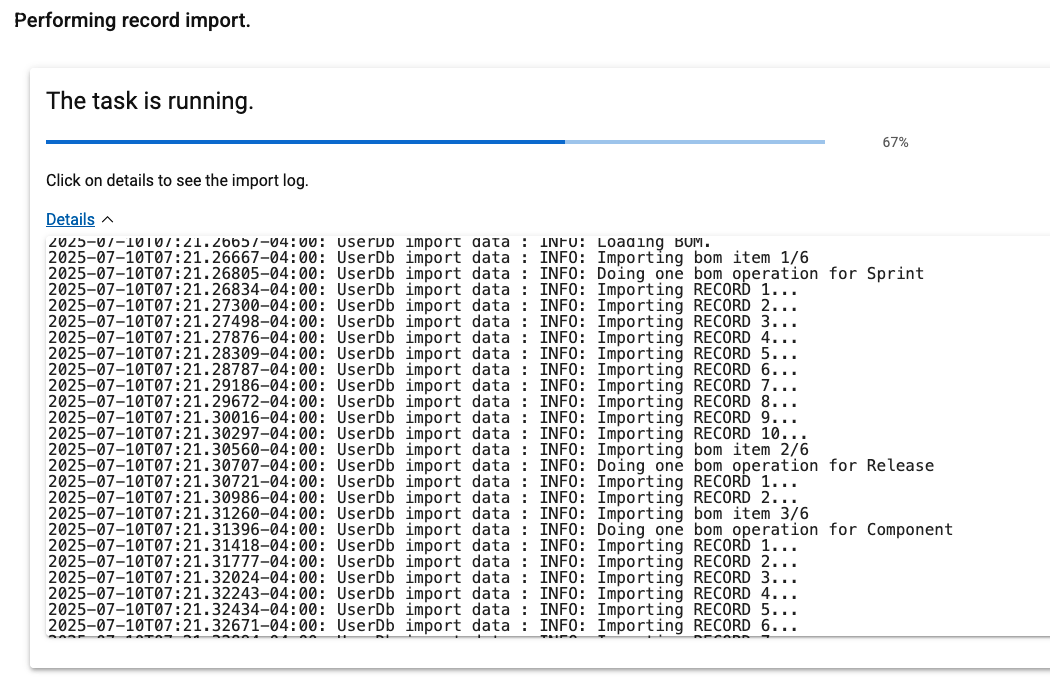 Performing record import.
The task is running.
67%
Click on details to see the import log.
Details
2025-07-10T07:21.26657-04:00: UserDb import data : INFO: Loading BOM.
2025-07-10T07:21.26667-04:00: UserDb import data : INFO: Importing bom item 1/6
2025-07-10T07:21.26805-04:00: UserDb import data : INFO: Doing one bom operation for Sprint
2025-07-10T07:21.26834-04:00: UserDb import data : INFO: Importing RECORD 1...
2025-07-10T07:21.27300-04:00: UserDb import data : INFO: Importing RECORD 2...
2025-07-10T07:21.27498-04:00: UserDb import data : INFO: Importing RECORD 3...
2025-07-10T07:21.27876-04:00: UserDb import data : INFO: Importing RECORD 4...
2025-07-10T07:21.28309-04:00: UserDb import data : INFO: Importing RECORD 5...
2025-07-10T07:21.28787-04:00: UserDb import data : INFO: Importing RECORD 6...
2025-07-10T07:21.29186-04:00: UserDb import data : INFO: Importing RECORD 7...
2025-07-10T07:21.29672-04:00: UserDb import data : INFO: Importing RECORD 8...
2025-07-10T07:21.30016-04:00: UserDb import data : INFO: Importing RECORD 9...
2025-07-10T07:21.30297-04:00: UserDb import data : INFO: Importing RECORD 10...
2025-07-10T07:21.30560-04:00: UserDb import data : INFO: Importing bom item 2/6
2025-07-10T07:21.30707-04:00: UserDb import data : INFO: Doing one bom operation for Release
2025-07-10T07:21.30721-04:00: UserDb import data : INFO: Importing RECORD 1...
2025-07-10T07:21.30986-04:00: UserDb import data : INFO: Importing RECORD 2...
2025-07-10T07:21.31260-04:00: UserDb import data : INFO: Importing bom item 3/6
2025-07-10T07:21.31396-04:00: UserDb import data : INFO: Doing one bom operation for Component
2025-07-10T07:21.31418-04:00: UserDb import data : INFO: Importing RECORD 1...
2025-07-10T07:21.31777-04:00: UserDb import data : INFO: Importing RECORD 2...
2025-07-10T07:21.32024-04:00: UserDb import data : INFO: Importing RECORD 3...
2025-07-10T07:21.32243-04:00: UserDb import data : INFO: Importing RECORD 4...
2025-07-10T07:21.32434-04:00: UserDb import data : INFO: Importing RECORD 5...
2025-07-10T07:21.32671-04:00: UserDb import data : INFO: Importing RECORD 6...